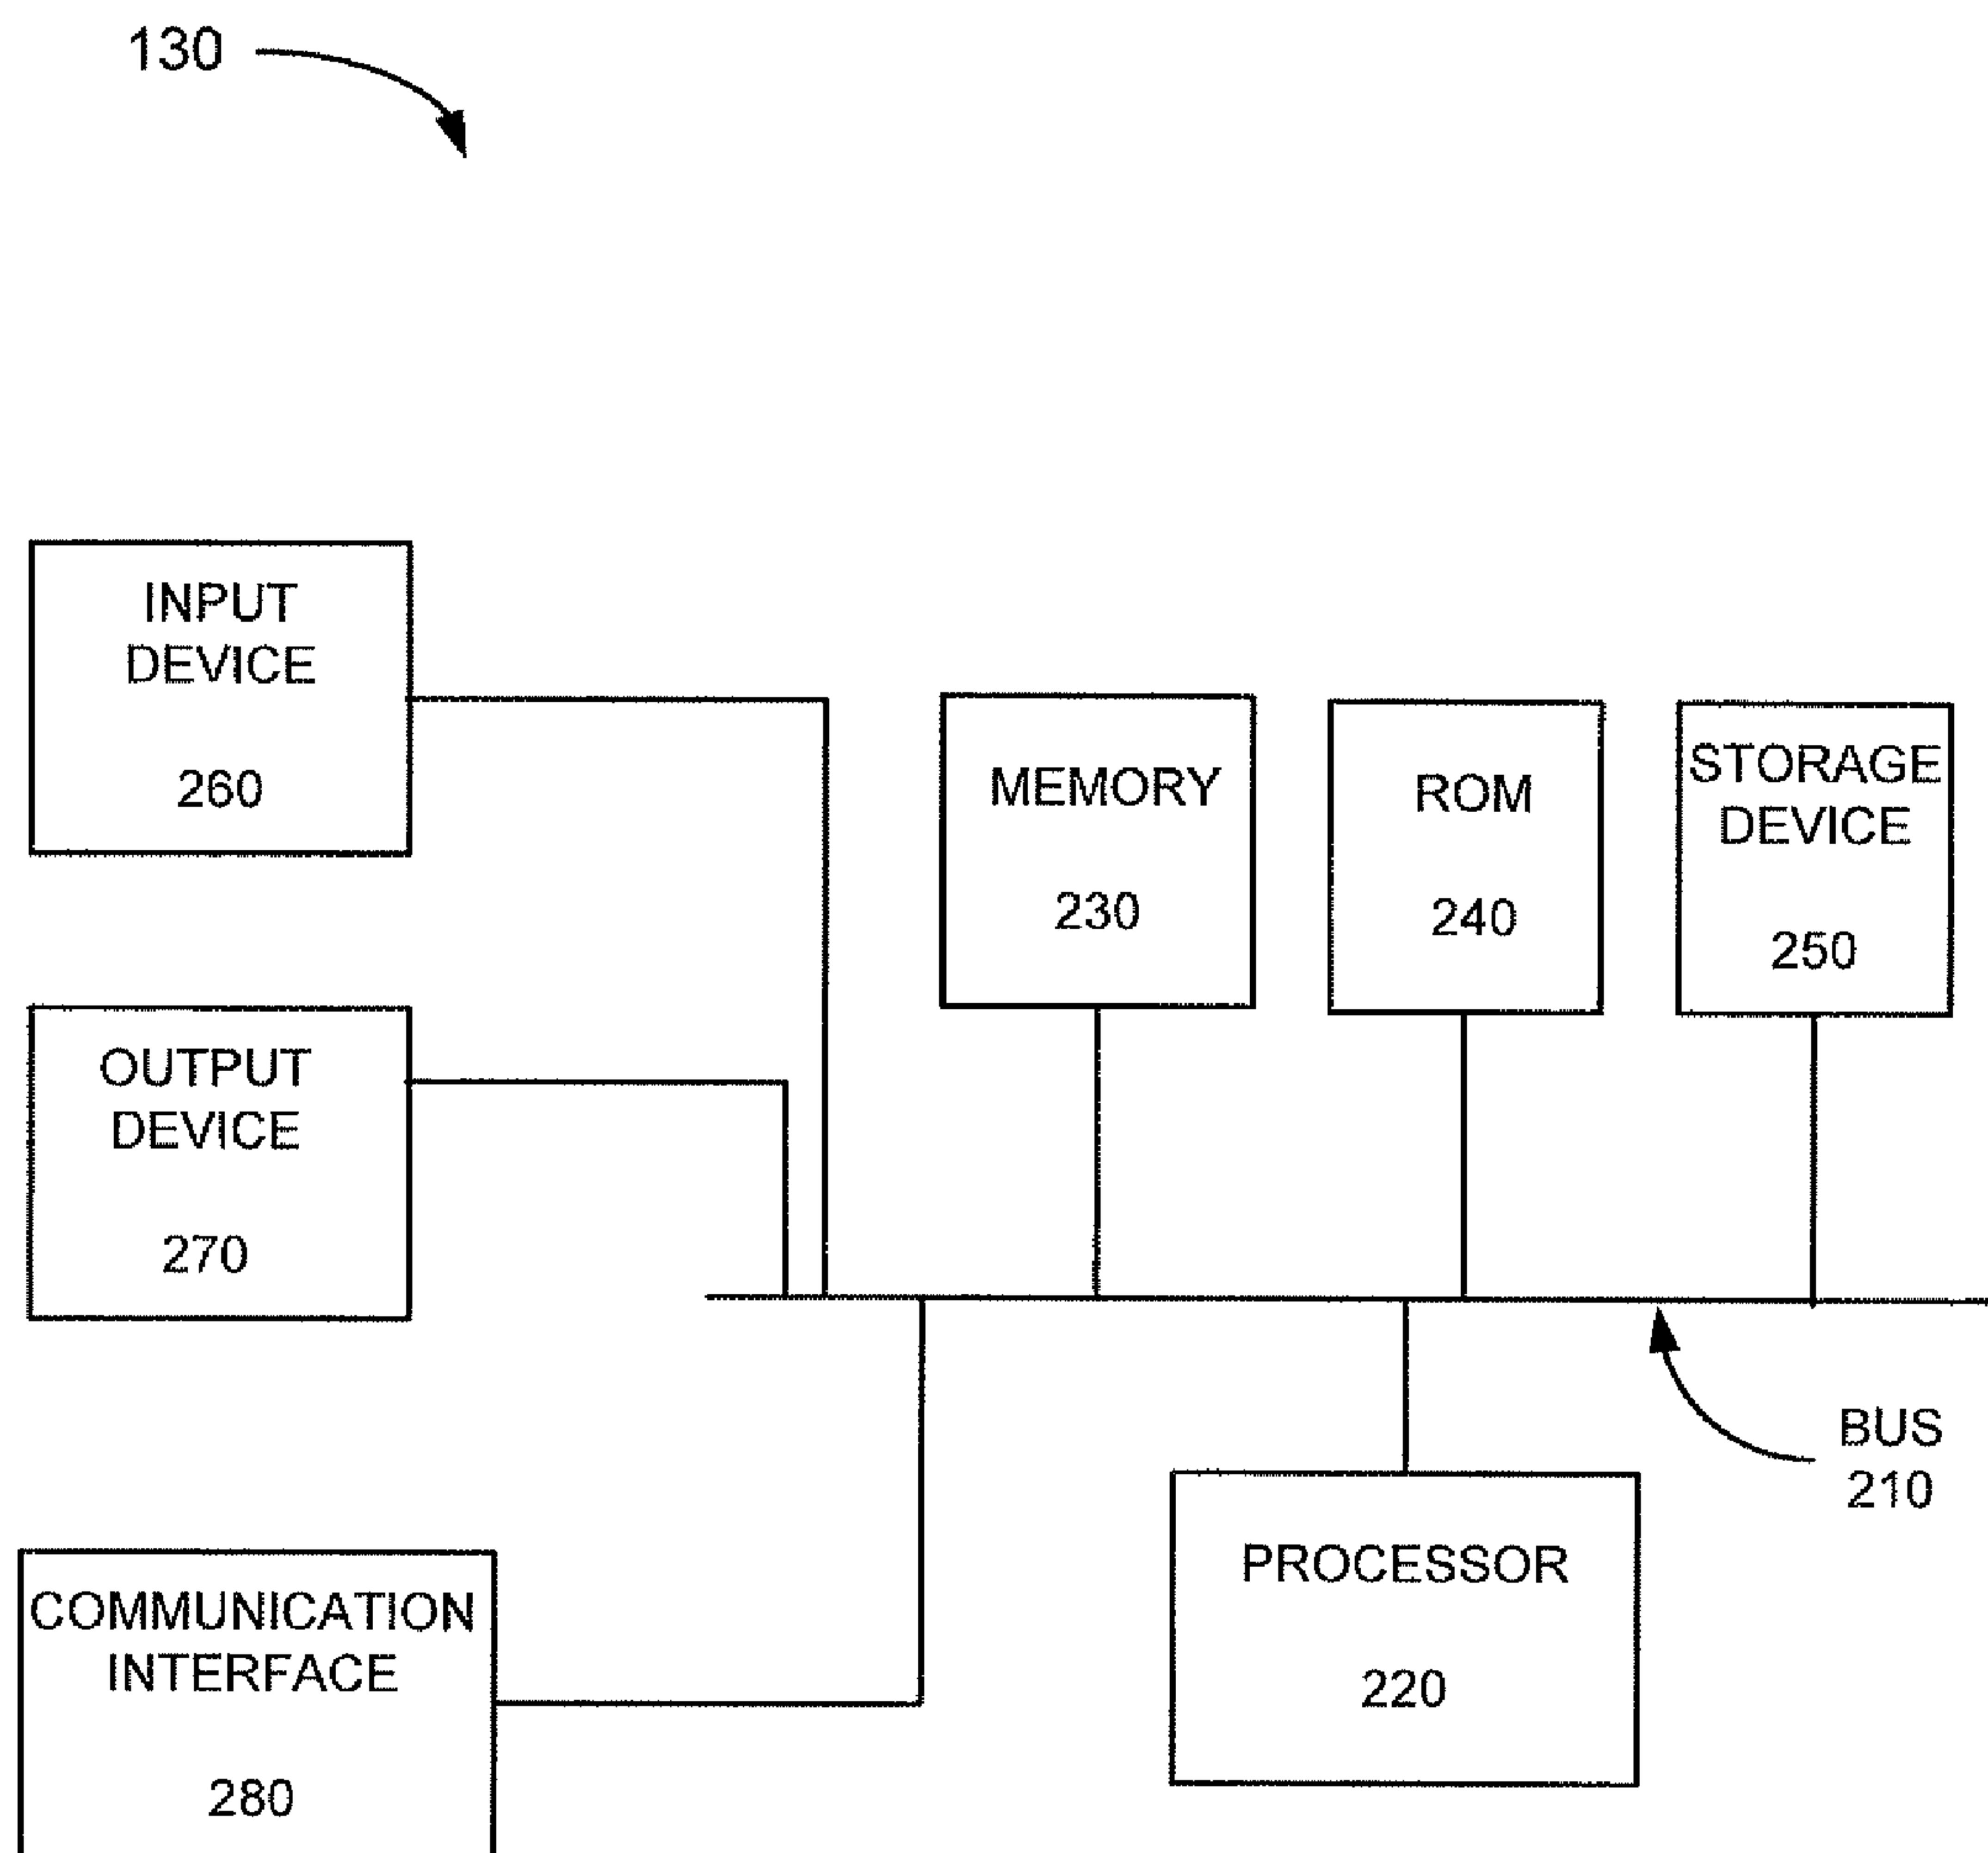 130
INPUT
DEVICE
260
MEMORY
230
ROM
240
STORAGE
DEVICE
250
OUTPUT
DEVICE
270
BUS
210
PROCESSOR
220
COMMUNICATION
INTERFACE
280